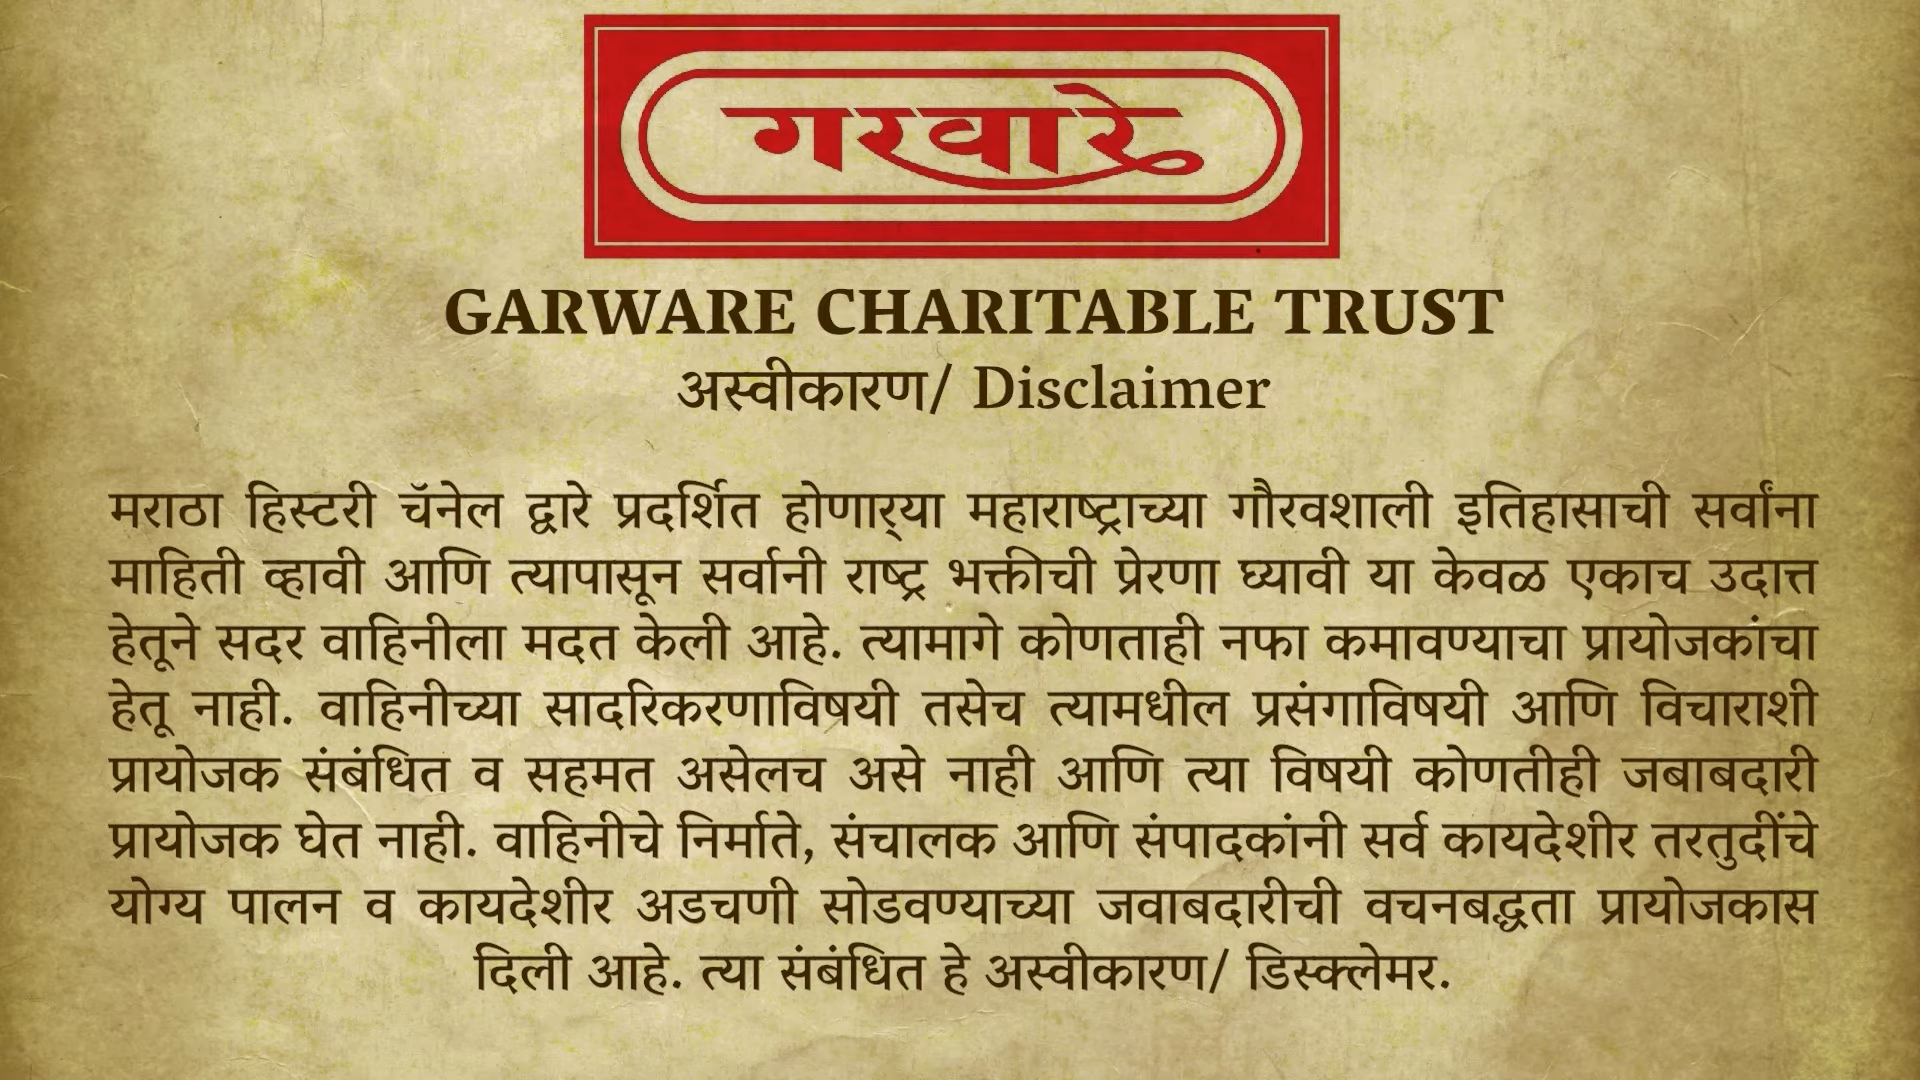 गरवारे
GARWARE CHARITABLE TRUST
अस्वीकारण/ Disclaimer
मराठा हिस्टरी चॅनेल द्वारे प्रदर्शित होणाऱ्या महाराष्ट्राच्या गौरवशाली इतिहासाची सर्वांना
माहिती व्हावी आणि त्यापासून सर्वानी राष्ट्र भक्तीची प्रेरणा घ्यावी या केवळ एकाच उदात्त
हेतूने सदर वाहिनीला मदत केली आहे. त्यामागे कोणताही नफा कमावण्याचा प्रायोजकांचा
हेतू नाही. वाहिनीच्या सादरिकरणाविषयी तसेच त्यामधील प्रसंगाविषयी आणि विचाराशी
प्रायोजक संबंधित व सहमत असेलच असे नाही आणि त्या विषयी कोणतीही जबाबदारी
प्रायोजक घेत नाही. वाहिनीचे निर्माते, संचालक आणि संपादकांनी सर्व कायदेशीर तरतुदींचे
योग्य पालन व कायदेशीर अडचणी सोडवण्याच्या जवाबदारीची वचनबद्धता प्रायोजकास
दिली आहे. त्या संबंधित हे अस्वीकारण/ डिस्क्लेमर.